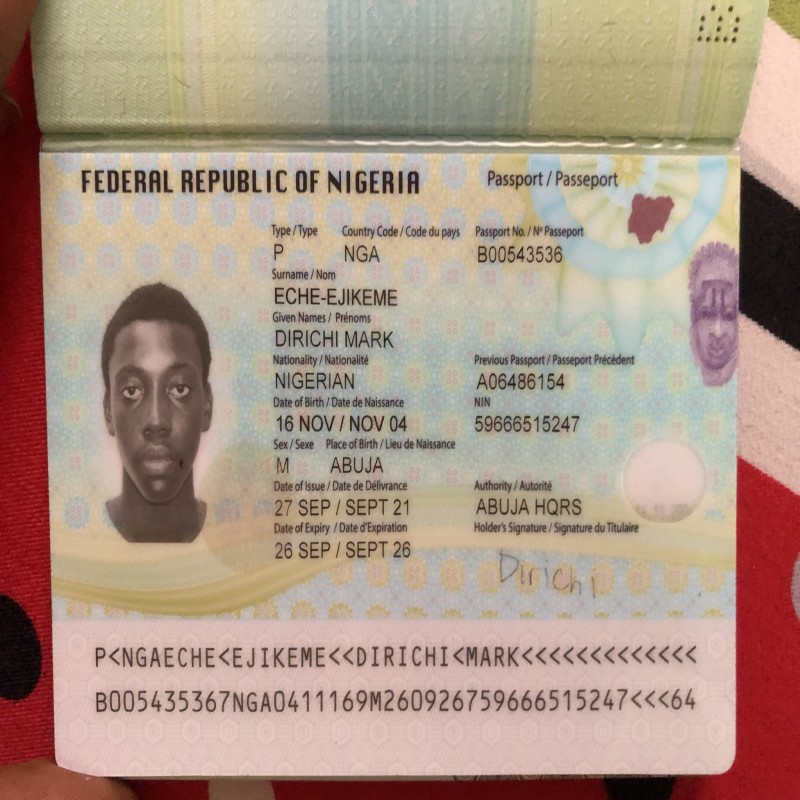 FEDERAL REPUBLIC OF NIGERIA Passport / Passeport
Type / Type Country Code / Code du pays Passport No. / Nº Passeport
P NGA B00543536
Surname / Nom
ECHE-EJIKEME
Given Names / Prénoms
DIRICHI MARK
Nationality / Nationalité Previous Passport / Passeport Précédent
NIGERIAN A06486154
Date of Birth / Date de Naissance NIN
16 NOV / NOV 04 59666515247
Sex / Sexe Place of Birth / Lieu de Naissance
M ABUJA
Date of Issue / Date de Délivrance Authority / Autorité
27 SEP / SEPT 21 ABUJA HQRS
Date of Expiry / Date d'Expiration Holder's Signature / Signature du Titulaire
26 SEP / SEPT 26
Dirichi
P<NGAECHE<EJIKEME<<DIRICHI<MARK<<<<<<<<<<<<<
B005435367NGA0411169M260926759666515247<<<64